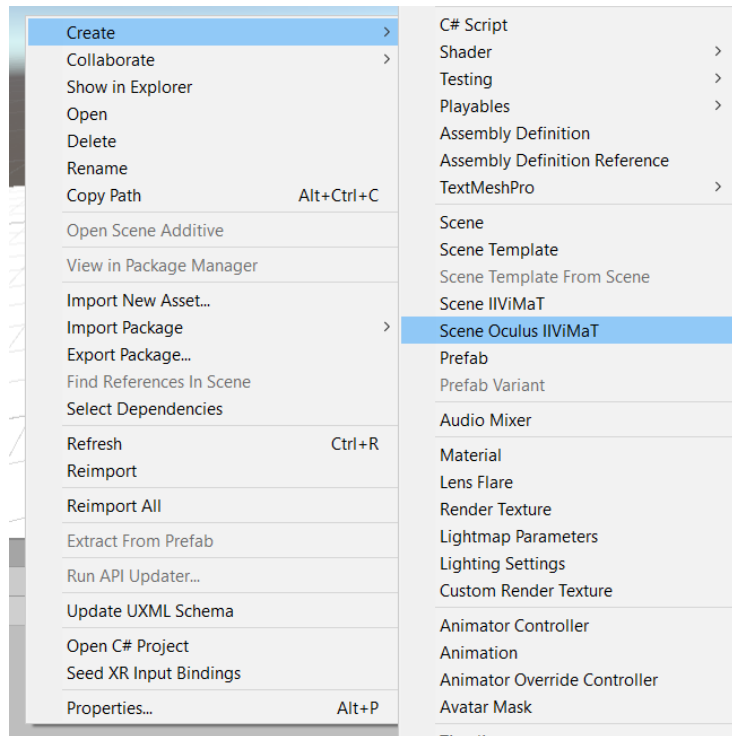 Create
Collaborate
Show in Explorer
Open
Delete
Rename
Copy Path Alt+Ctrl+C
Open Scene Additive
View in Package Manager
Import New Asset...
Import Package
Export Package...
Find References In Scene
Select Dependencies
Refresh Ctrl+R
Reimport
Reimport All
Extract From Prefab
Run API Updater...
Update UXML Schema
Open C# Project
Seed XR Input Bindings
Properties... Alt+P
C# Script
Shader
Testing
Playables
Assembly Definition
Assembly Definition Reference
TextMeshPro
Scene
Scene Template
Scene Template From Scene
Scene IIViMaT
Scene Oculus IIViMaT
Prefab
Prefab Variant
Audio Mixer
Material
Lens Flare
Render Texture
Lightmap Parameters
Lighting Settings
Custom Render Texture
Animator Controller
Animation
Animator Override Controller
Avatar Mask